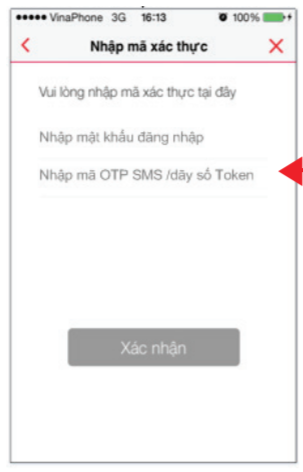 VinaPhone 3G 16:13 100%
Nhập mã xác thực
Vui lòng nhập mã xác thực tại đây
Nhập mật khẩu đăng nhập
Nhập mã OTP SMS /dãy số Token
Xác nhận